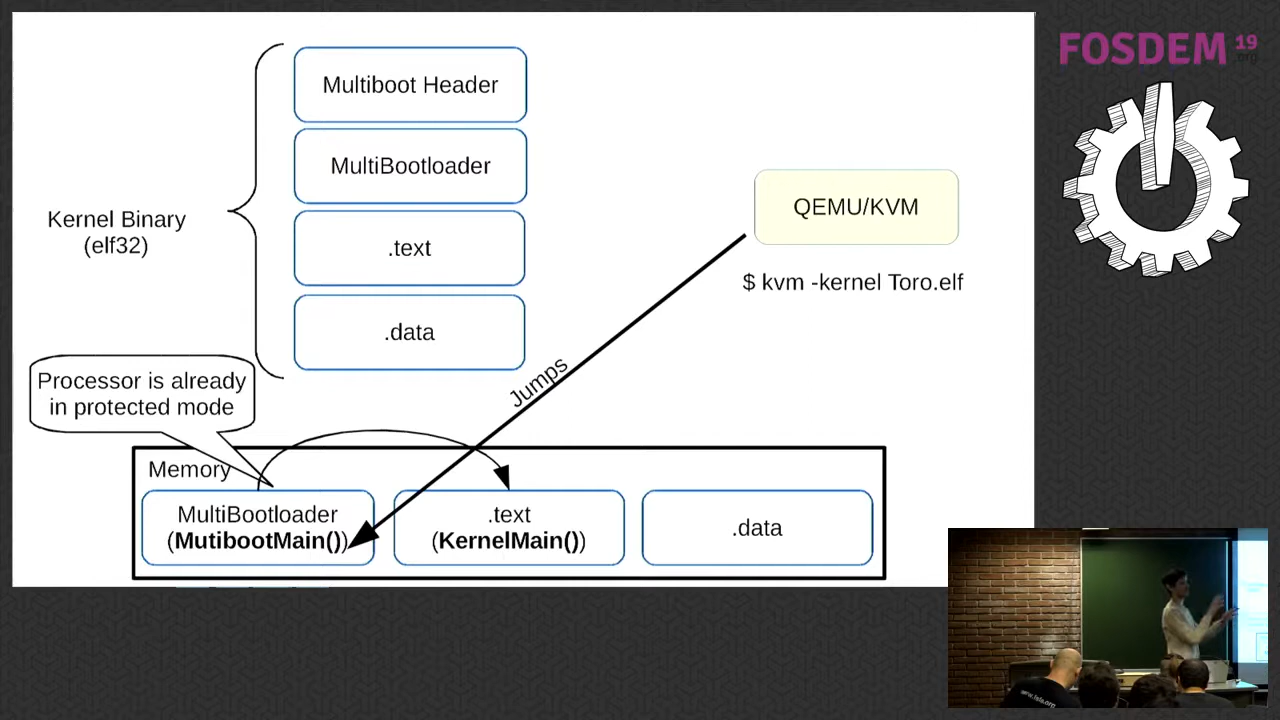 FOSDEM 19
.org
Multiboot Header
MultiBootloader
.text
.data
Kernel Binary
(elf32)
QEMU/KVM
$ kvm -kernel Toro.elf
Jumps
Processor is already
in protected mode
Memory
MultiBootloader
(MutibootMain())
.text
(KernelMain())
.data